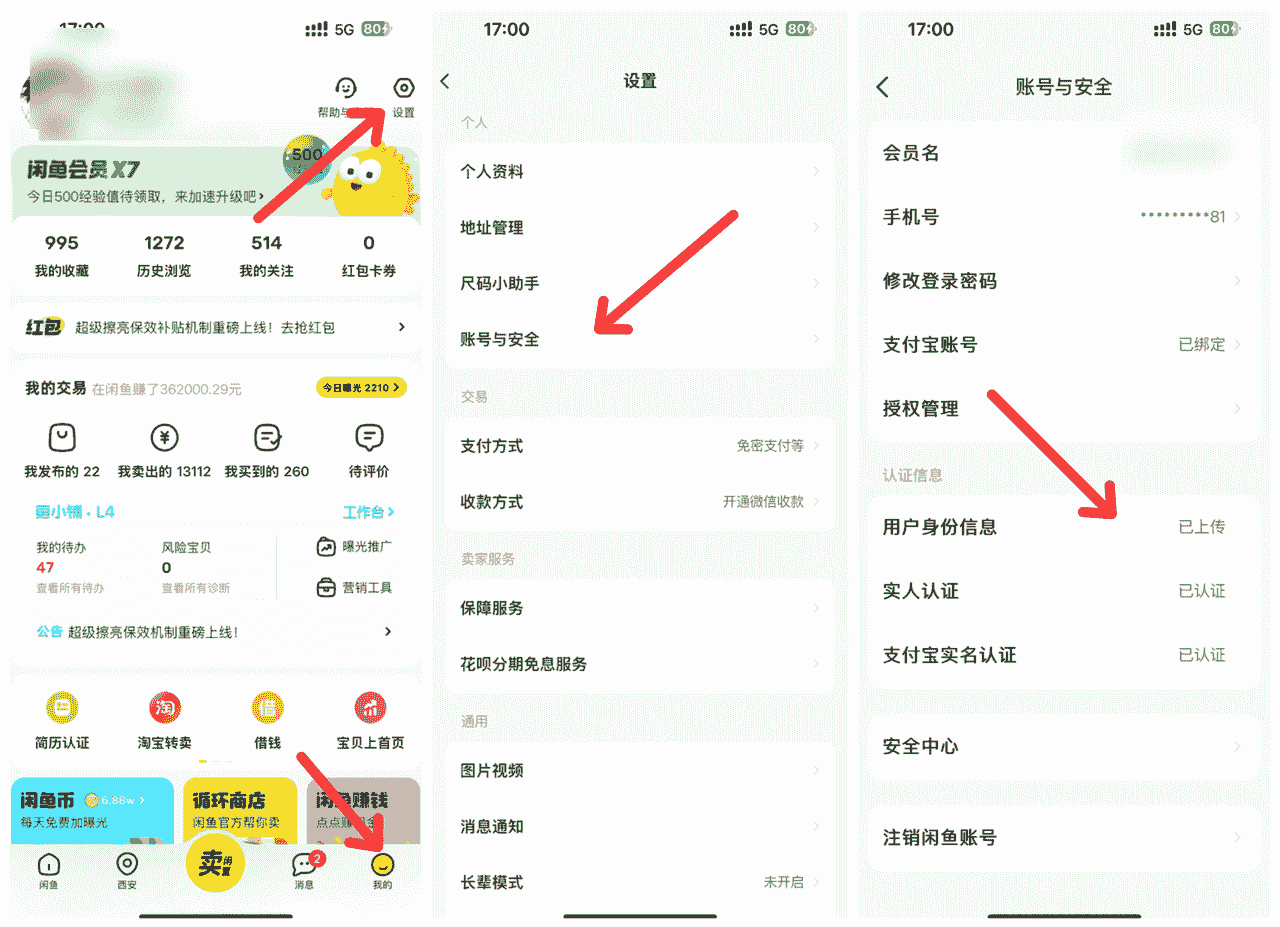 17:00
5G 80
帮助与
设置
闲鱼会员 X7
500
今日500经验值待领取，来加速升级吧>
995 1272 514 0
我的收藏 历史浏览 我的关注 红包卡券
红包 超级擦亮保效补贴机制重磅上线！去抢红包
我的交易 在闲鱼赚了362000.29元 今日曝光 2210
我发布的 22 我卖出的 13112 我买到的 260 待评价
小铺 · L4 工作台
我的待办 风险宝贝 曝光推广
47 0
查看所有待办 查看所有诊断 营销工具
公告 超级擦亮保效机制重磅上线！
淘 借
简历认证 淘宝转卖 借钱 宝贝上首页
闲鱼币 6.88w 循环商店 闲鱼赚钱
每天免费加曝光 闲鱼官方帮你卖 点点赚现金
卖闲置 2
闲鱼 西安 消息 我的
17:00 5G 80
设置
个人
个人资料
地址管理
尺码小助手
账号与安全
交易
支付方式 免密支付等
收款方式 开通微信收款
卖家服务
保障服务
花呗分期免息服务
通用
图片视频
消息通知
长辈模式 未开启
17:00 5G 80
账号与安全
会员名
手机号 *********81
修改登录密码
支付宝账号 已绑定
授权管理
认证信息
用户身份信息 已上传
实人认证 已认证
支付宝实名认证 已认证
安全中心
注销闲鱼账号